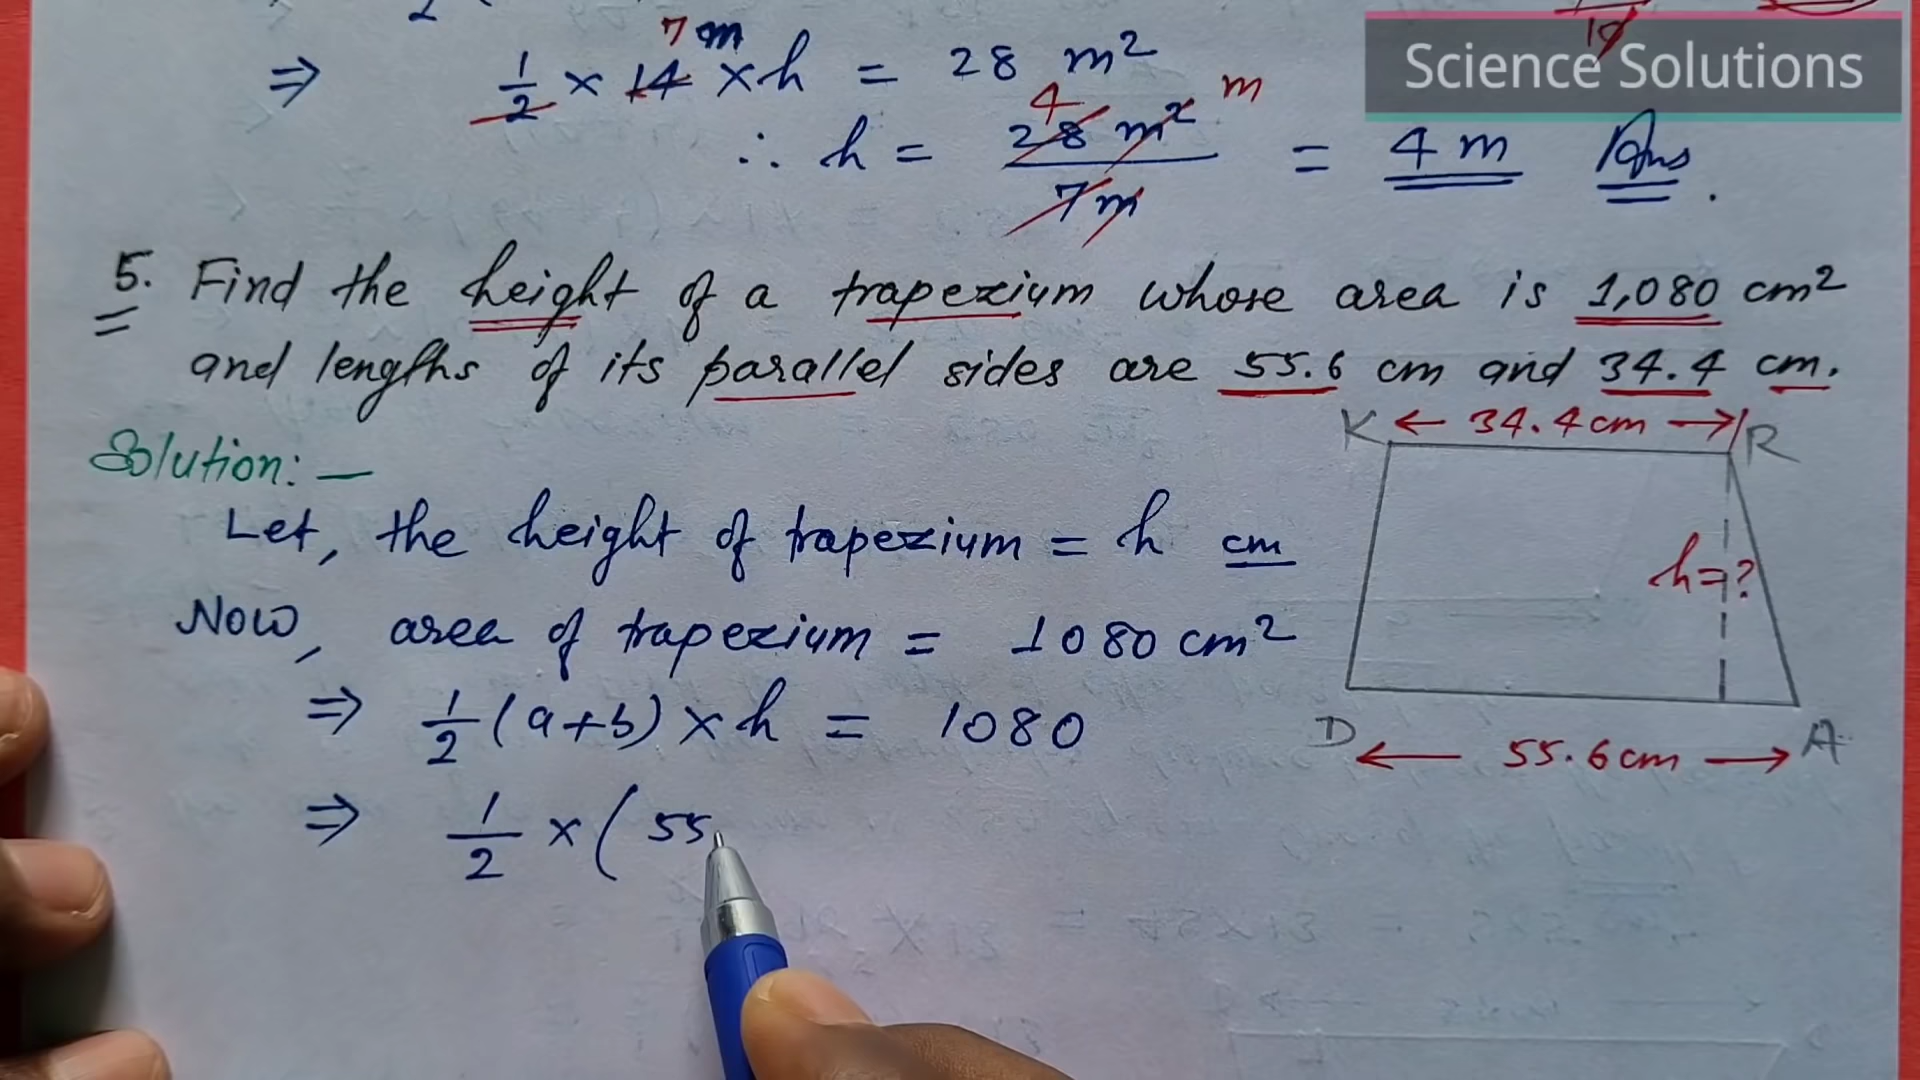 Science Solutions
⇒ 1/2 × 14 7 m × h = 28 m²
∴ h = 28 m² / 7 m 4 m = 4 m Ans.
5. Find the height of a trapezium whose area is 1,080 cm²
and lengths of its parallel sides are 55.6 cm and 34.4 cm.
Solution:—
K ← 34.4 cm → R
Let, the height of trapezium = h cm
h = ?
Now, area of trapezium = 1080 cm²
⇒ 1/2 (a+b) × h = 1080
D ← 55.6 cm → A
⇒ 1/2 × ( 55